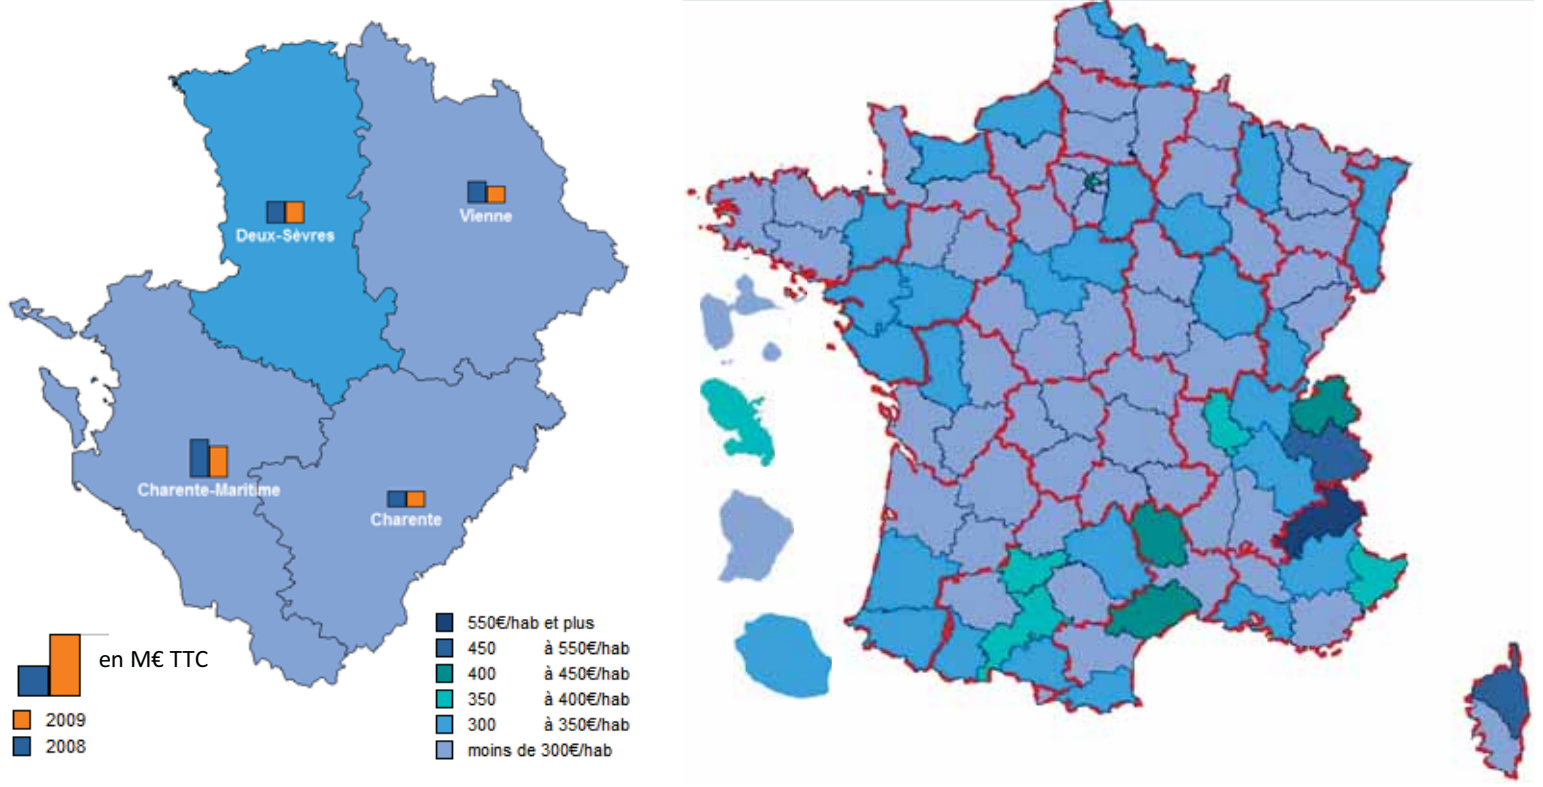 Vienne
Deux-Sèvres
Charente-Maritime
Charente
en M€ TTC
2009
2008
550€/hab et plus
450 à 550€/hab
400 à 450€/hab
350 à 400€/hab
300 à 350€/hab
moins de 300€/hab